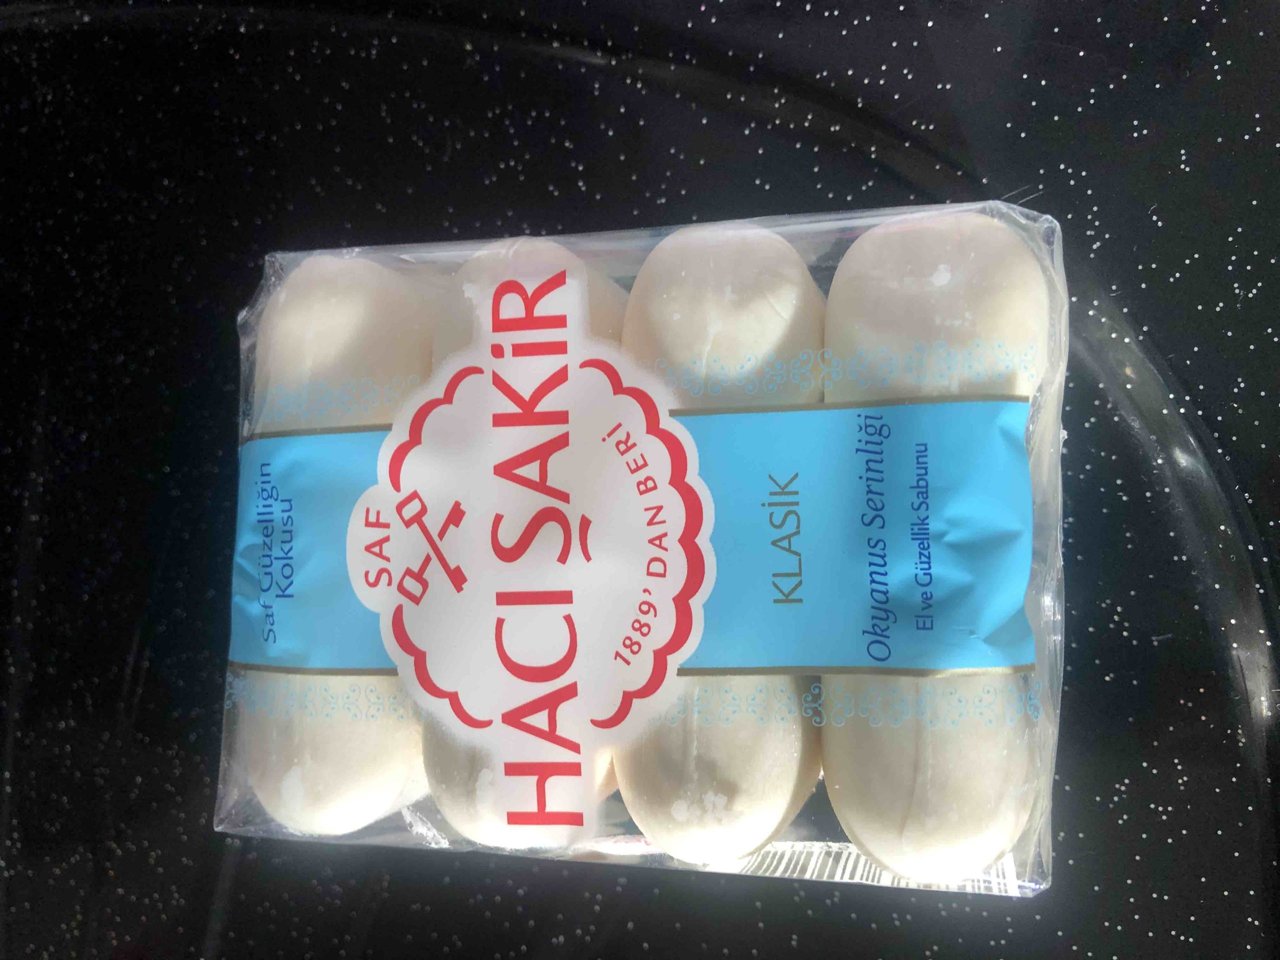 Saf Güzelliğin
Kokusu
SAF
HACI ŞAKİR
1889' DAN BERİ
KLASİK
Okyanus Serinliği
El ve Güzellik Sabunu